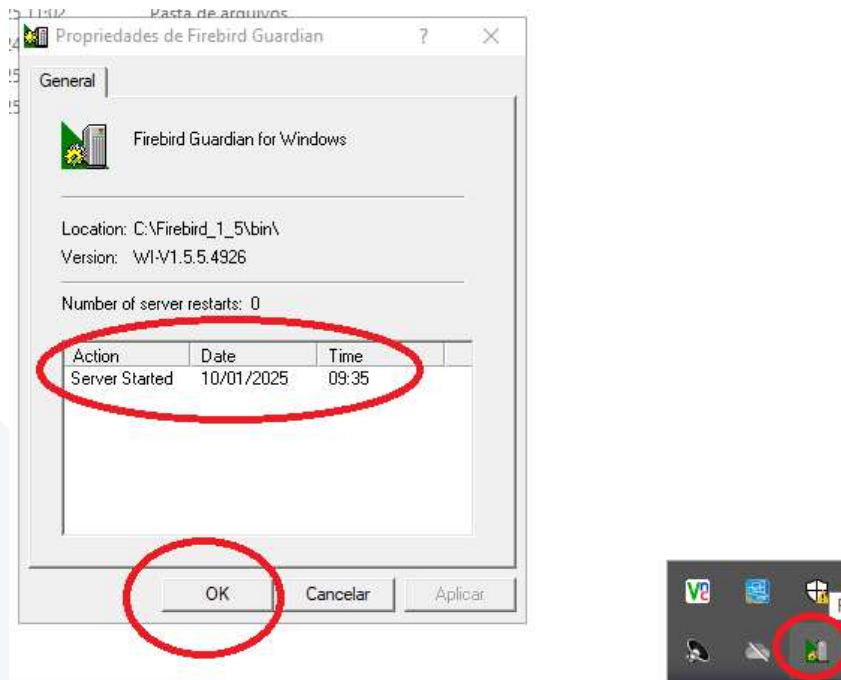 11:02 Pasta de arquivos
Propriedades de Firebird Guardian ?
General
Firebird Guardian for Windows
Location: C:\Firebird_1_5\bin\
Version: WI-V1.5.5.4926
Number of server restarts: 0
Action Date Time
Server Started 10/01/2025 09:35
OK Cancelar Aplicar